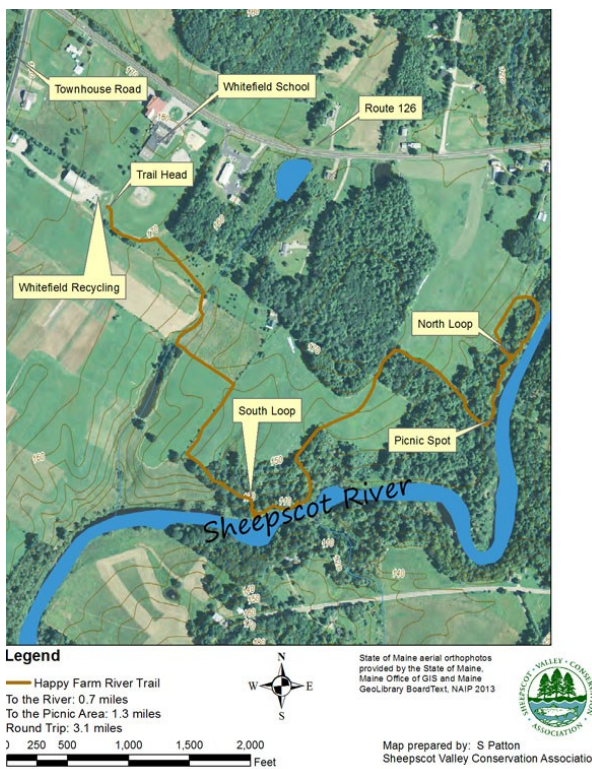 Townhouse Road
Whitefield School
Route 126
Trail Head
Whitefield Recycling
North Loop
South Loop
Picnic Spot
Sheepscot River
Legend
Happy Farm River Trail
To the River: 0.7 miles
To the Picnic Area: 1.3 miles
Round Trip: 3.1 miles
0 250 500 1,000 1,500 2,000
Feet
N
W E
S
State of Maine aerial orthophotos
provided by the State of Maine,
Maine Office of GIS and Maine
GeoLibrary BoardText, NAIP 2013
SHEEPSCOT · VALLEY · CONSERVATION
ASSOCIATION
Map prepared by: S Patton
Sheepscot Valley Conservation Associatio